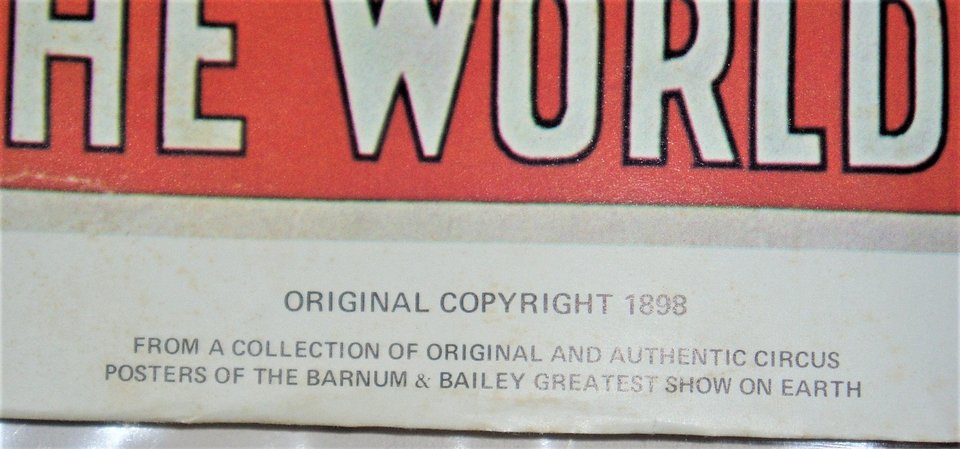 HE WORLD
ORIGINAL COPYRIGHT 1898
FROM A COLLECTION OF ORIGINAL AND AUTHENTIC CIRCUS
POSTERS OF THE BARNUM & BAILEY GREATEST SHOW ON EARTH